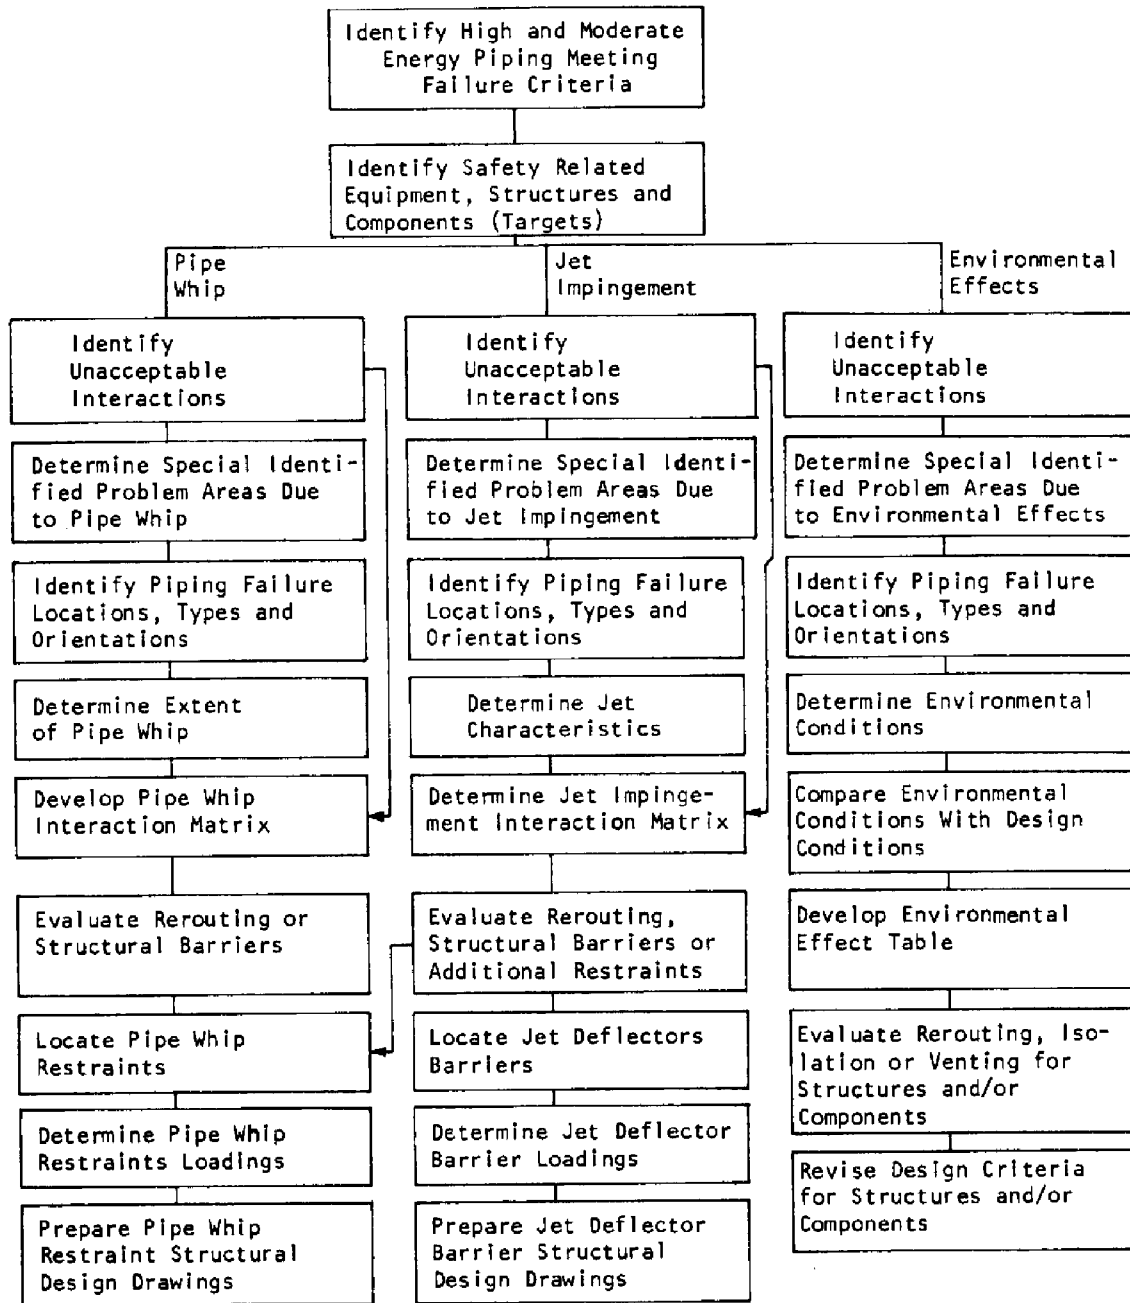 Identify High and Moderate
Energy Piping Meeting
Failure Criteria
Identify Safety Related
Equipment, Structures and
Components (Targets)
Pipe
Whip
Jet
Impingement
Environmental
Effects
Identify
Unacceptable
Interactions
Determine Special Identi-
fied Problem Areas Due
to Pipe Whip
Identify Piping Failure
Locations, Types and
Orientations
Determine Extent
of Pipe Whip
Develop Pipe Whip
Interaction Matrix
Evaluate Rerouting or
Structural Barriers
Locate Pipe Whip
Restraints
Determine Pipe Whip
Restraints Loadings
Prepare Pipe Whip
Restraint Structural
Design Drawings
Identify
Unacceptable
Interactions
Determine Special Identi-
fied Problem Areas Due
to Jet Impingement
Identify Piping Failure
Locations, Types and
Orientations
Determine Jet
Characteristics
Determine Jet Impinge-
ment Interaction Matrix
Evaluate Rerouting,
Structural Barriers or
Additional Restraints
Locate Jet Deflectors
Barriers
Determine Jet Deflector
Barrier Loadings
Prepare Jet Deflector
Barrier Structural
Design Drawings
Identify
Unacceptable
Interactions
Determine Special Identi-
fied Problem Areas Due
to Environmental Effects
Identify Piping Failure
Locations, Types and
Orientations
Determine Environmental
Conditions
Compare Environmental
Conditions With Design
Conditions
Develop Environmental
Effect Table
Evaluate Rerouting, Iso-
lation or Venting for
Structures and/or
Components
Revise Design Criteria
for Structures and/or
Components